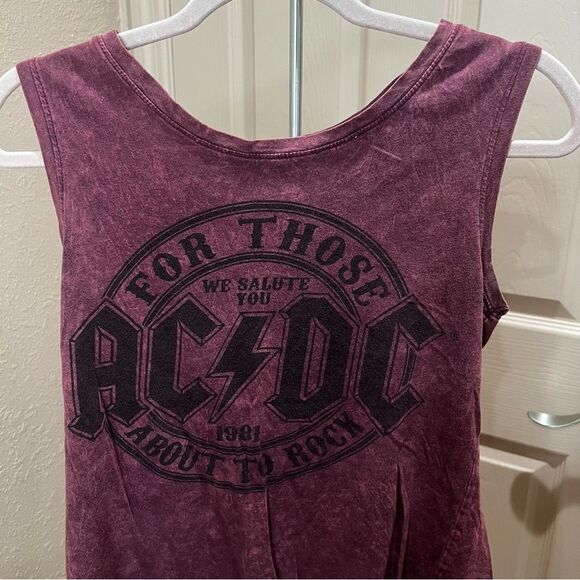 FOR THOSE
WE SALUTE
YOU
AC⚡DC®
1981
ABOUT TO ROCK